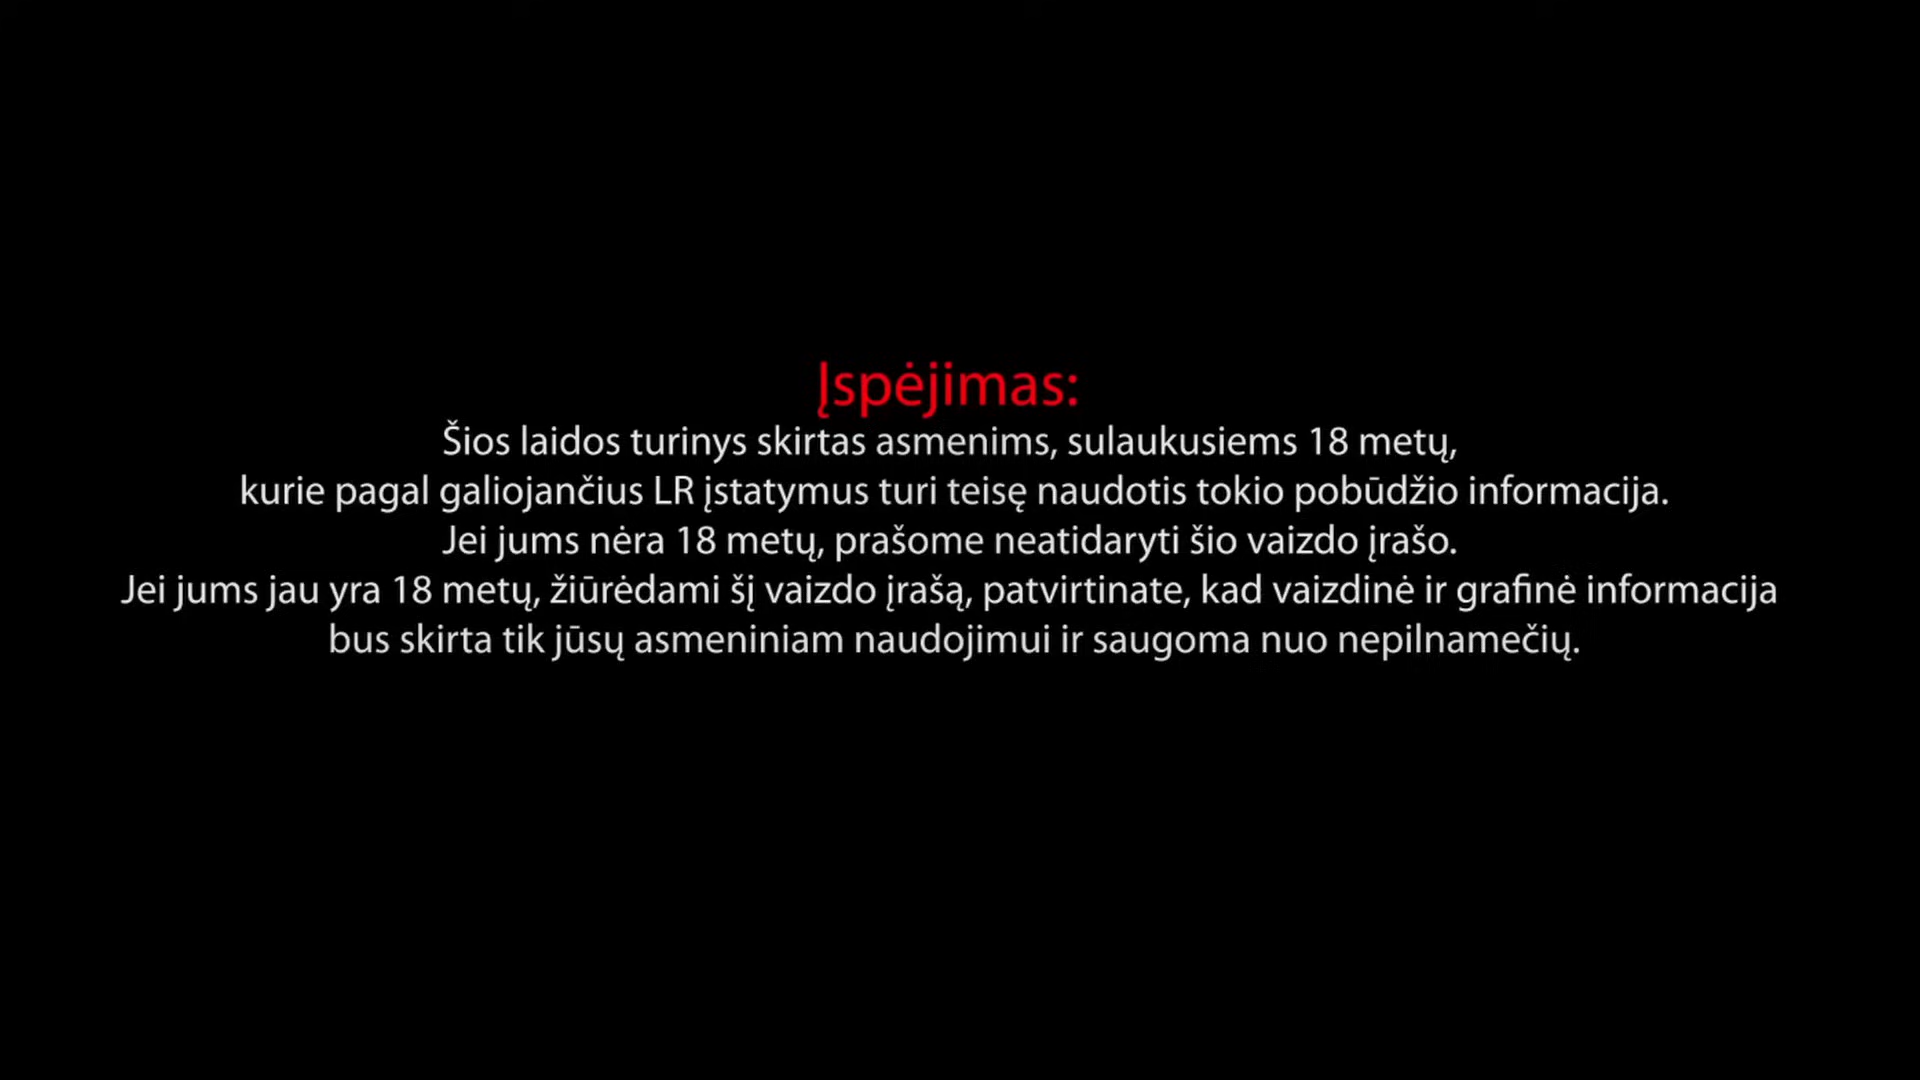 Įspėjimas:
Šios laidos turinys skirtas asmenims, sulaukusiems 18 metų,
kurie pagal galiojančius LR įstatymus turi teisę naudotis tokio pobūdžio informacija.
Jei jums nėra 18 metų, prašome neatidaryti šio vaizdo įrašo.
Jei jums jau yra 18 metų, žiūrėdami šį vaizdo įrašą, patvirtinate, kad vaizdinė ir grafinė informacija
bus skirta tik jūsų asmeniniam naudojimui ir saugoma nuo nepilnamečių.